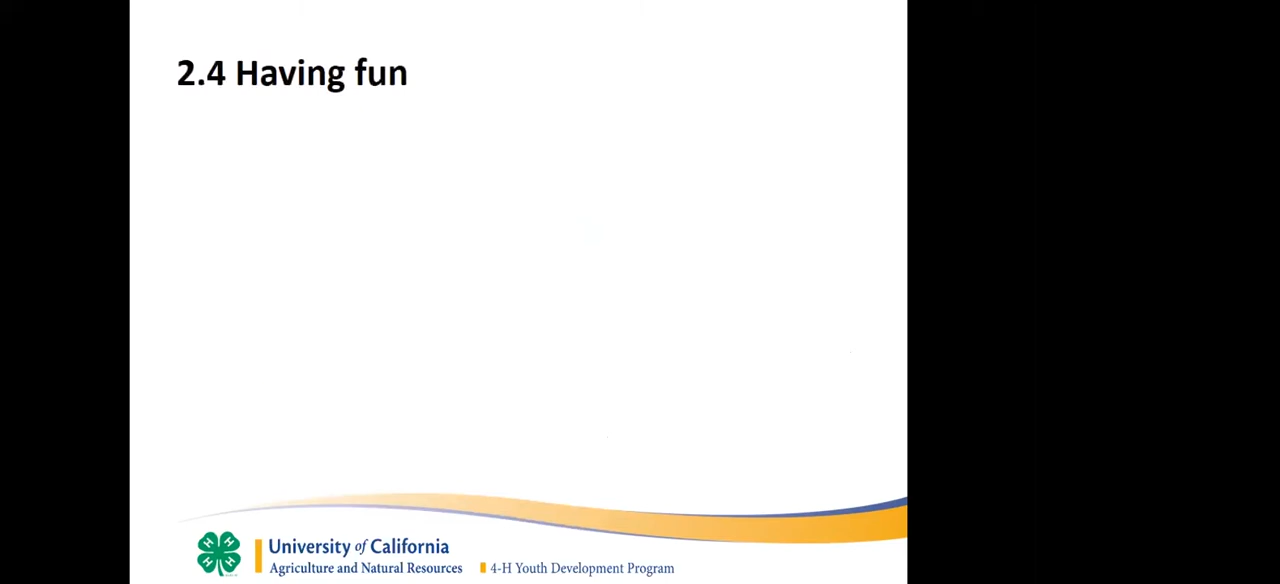 2.4 Having fun
University of California
Agriculture and Natural Resources
4-H Youth Development Program